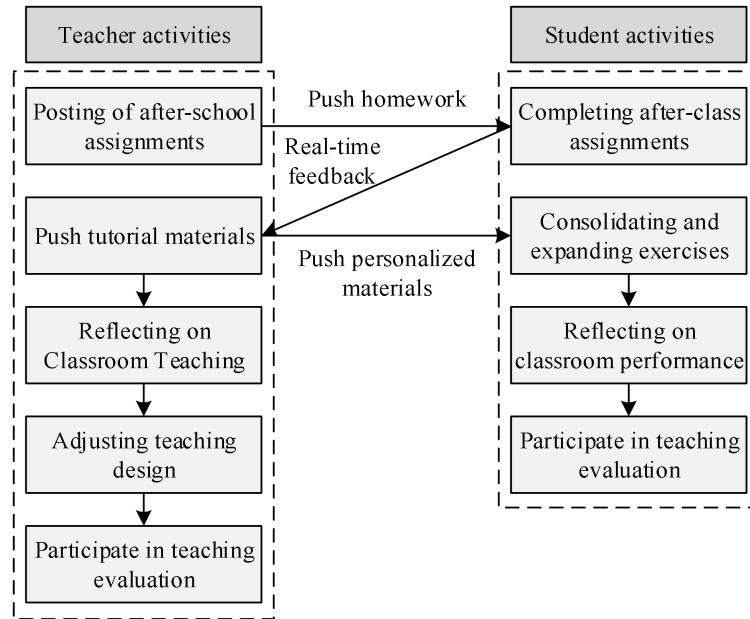 Teacher activities
Student activities
Posting of after-school
assignments
Push homework
Completing after-class
assignments
Real-time
feedback
Push tutorial materials
Push personalized
materials
Consolidating and
expanding exercises
Reflecting on
Classroom Teaching
Reflecting on
classroom performance
Adjusting teaching
design
Participate in teaching
evaluation
Participate in teaching
evaluation